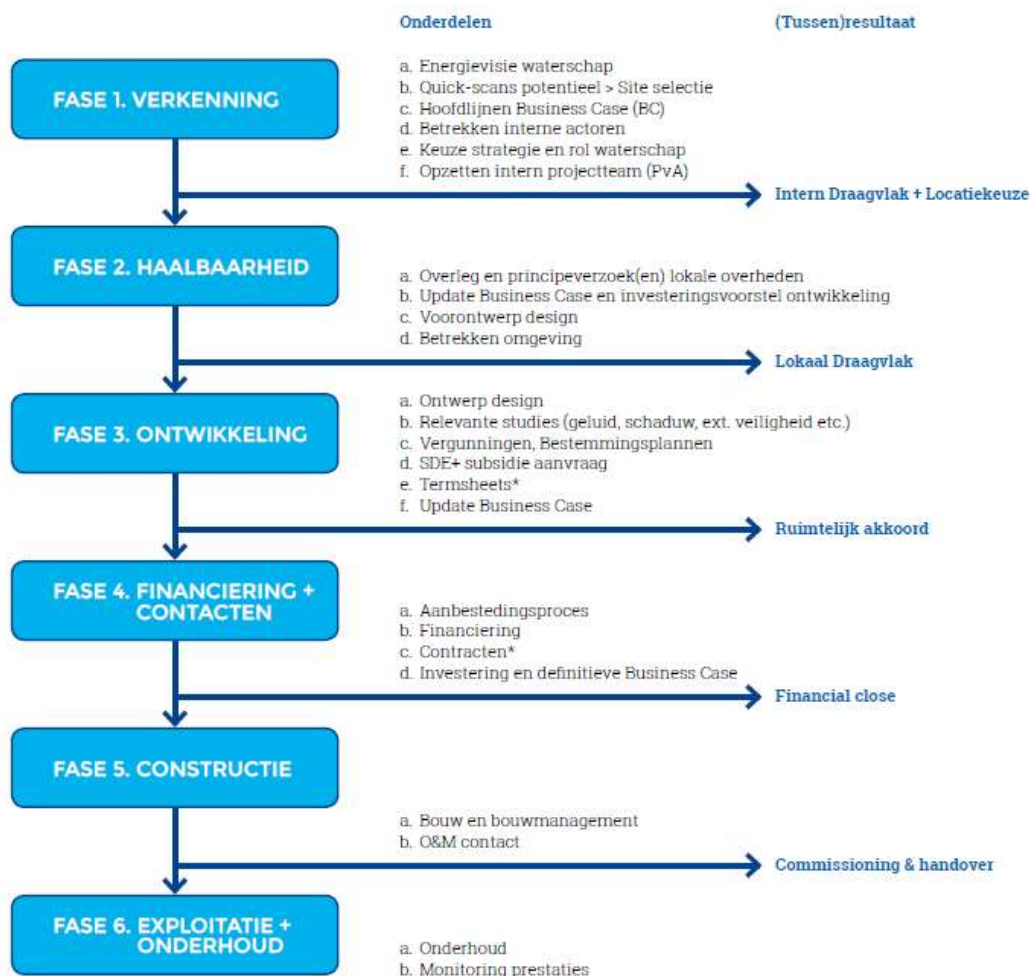 Onderdelen
(Tussen)resultaat
FASE 1. VERKENNING
a. Energievisie waterschap
b. Quick-scans potentieel > Site selectie
c. Hoofdlijnen Business Case (BC)
d. Betrekken interne actoren
e. Keuze strategie en rol waterschap
f. Opzetten intern projectteam (PvA)
Intern Draagvlak + Locatiekeuze
FASE 2. HAALBAARHEID
a. Overleg en principeverzoek(en) lokale overheden
b. Update Business Case en investeringsvoorstel ontwikkeling
c. Voorontwerp design
d. Betrekken omgeving
Lokaal Draagvlak
FASE 3. ONTWIKKELING
a. Ontwerp design
b. Relevante studies (geluid, schaduw, ext. veiligheid etc.)
c. Vergunningen, Bestemmingsplannen
d. SDE+ subsidie aanvraag
e. Termsheets*
f. Update Business Case
Ruimtelijk akkoord
FASE 4. FINANCIERING +
CONTACTEN
a. Aanbestedingsproces
b. Financiering
c. Contracten*
d. Investering en definitieve Business Case
Financial close
FASE 5. CONSTRUCTIE
a. Bouw en bouwmanagement
b. O&M contact
Commissioning & handover
FASE 6. EXPLOITATIE +
ONDERHOUD
a. Onderhoud
b. Monitoring prestaties